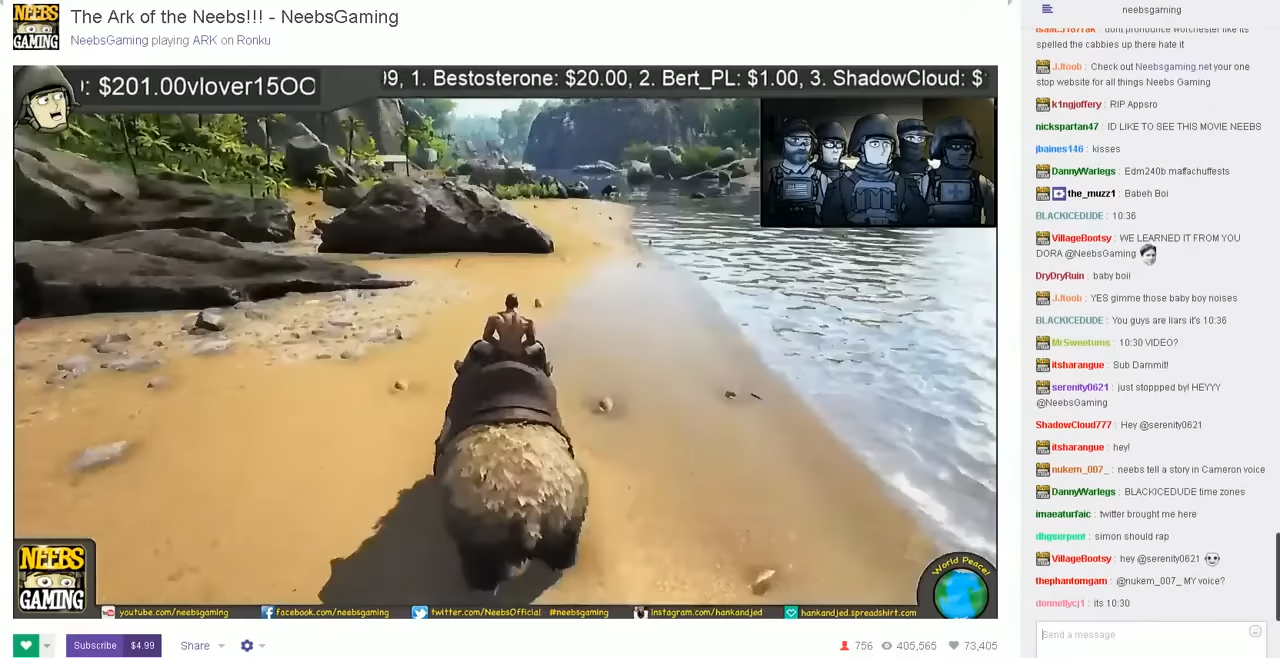 The Ark of the Neebs!!! - NeebsGaming
NeebsGaming playing ARK on Ronku
NEEBS
GAMING
: $201.00vlover15OO
9, 1. Bestosterone: $20.00, 2. Bert_PL: $1.00, 3. ShadowCloud: $
NEEBS
GAMING
World Peace!
youtube.com/neebsgaming
facebook.com/neebsgaming
twitter.com/NeebsOfficial #neebsgaming
instagram.com/hankandjed
hankandjed.spreadshirt.com
Subscribe $4.99
Share
756
405,565
73,405
neebsgaming
dont pronounce worchester like its
spelled the cabbies up there hate it
JJtoob : Check out Neebsgaming.net your one
stop website for all things Neebs Gaming
k1ngjoffery : RIP Appsro
nickspartan47 : ID LIKE TO SEE THIS MOVIE NEEBS
jbaines146 : kisses
DannyWarlegs : Edm240b maffachuffests
the_muzz1 : Babeh Boi
BLACKICEDUDE : 10:36
VillageBootsy : WE LEARNED IT FROM YOU
DORA @NeebsGaming
DryDryRuin : baby boii
JJtoob : YES gimme those baby boy noises
BLACKICEDUDE : You guys are liars it's 10:36
MrSweetums : 10:30 VIDEO?
itsharangue : Sub Dammit!
serenity0621 : just stoppped by! HEYYY
@NeebsGaming
ShadowCloud777 : Hey @serenity0621
itsharangue : hey!
nukem_007_ : neebs tell a story in Cameron voice
DannyWarlegs : BLACKICEDUDE time zones
imaeaturfaic : twitter brought me here
dhgserpent : simon should rap
VillageBootsy : hey @serenity0621
thephantomgam : @nukem_007_ MY voice?
donnellycj1 : its 10:30
Send a message